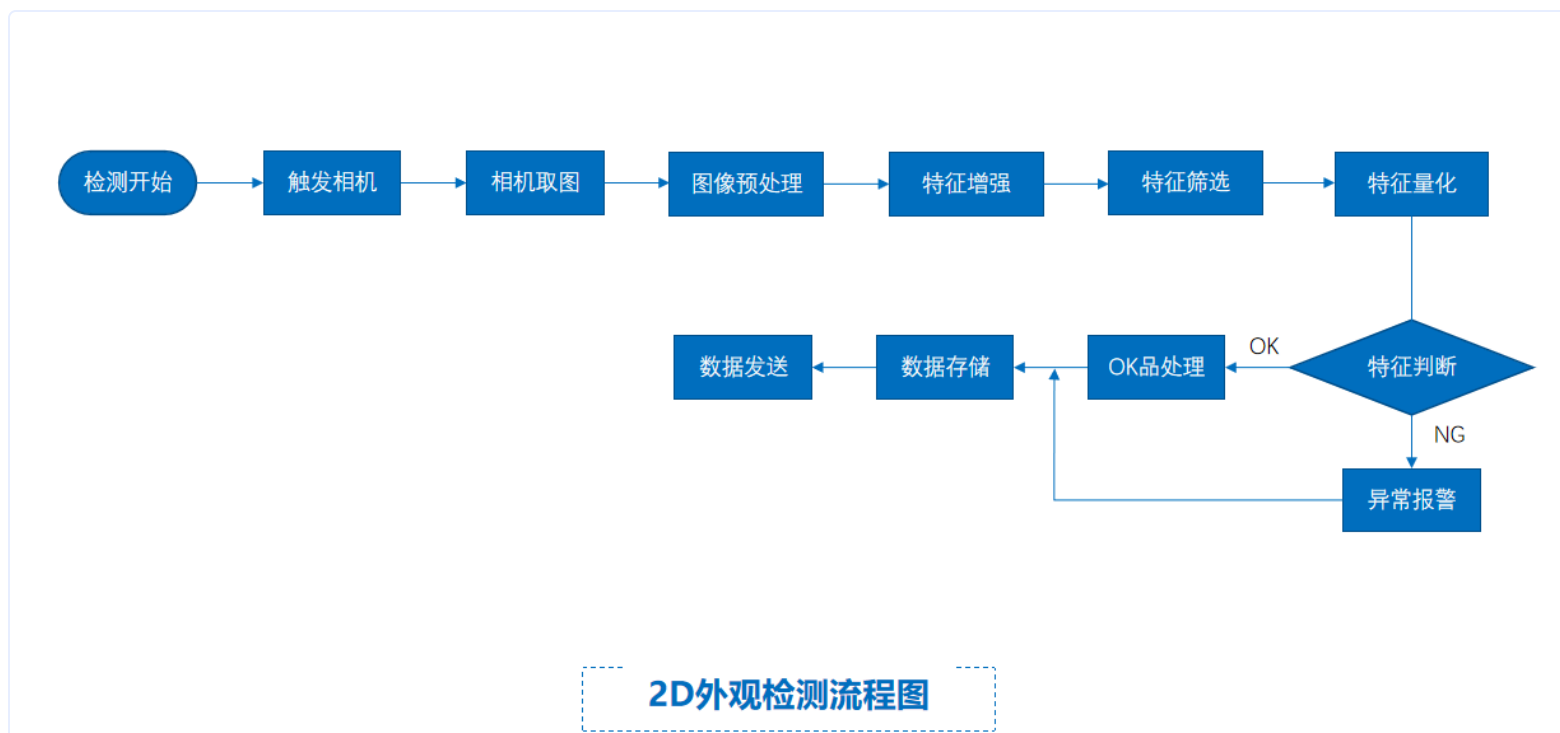 检测开始
触发相机
相机取图
图像预处理
特征增强
特征筛选
特征量化
特征判断
OK
OK品处理
数据存储
数据发送
NG
异常报警
2D外观检测流程图